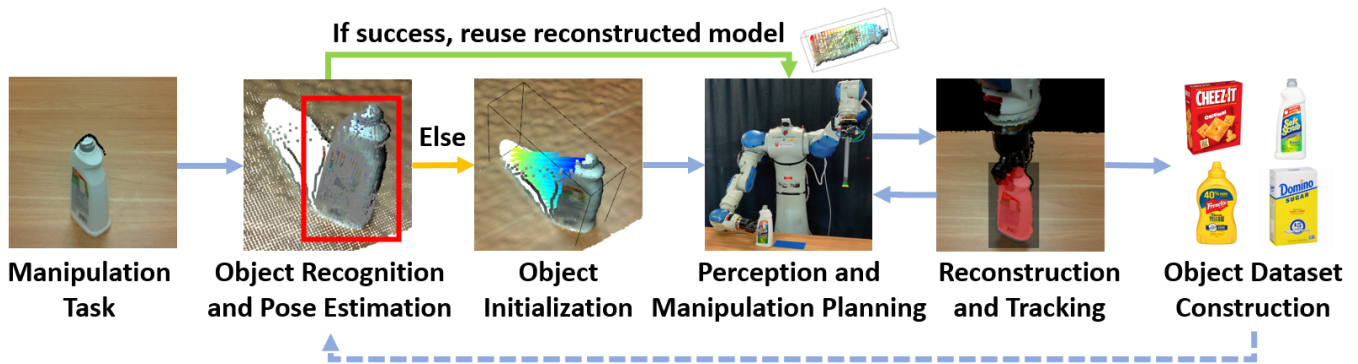 If success, reuse reconstructed model
Else
Manipulation
Task
Object Recognition
and Pose Estimation
Object
Initialization
Perception and
Manipulation Planning
Reconstruction
and Tracking
Object Dataset
Construction
CHEEZ-IT
Soft
Scrub
40%
French's
Domino
SUGAR